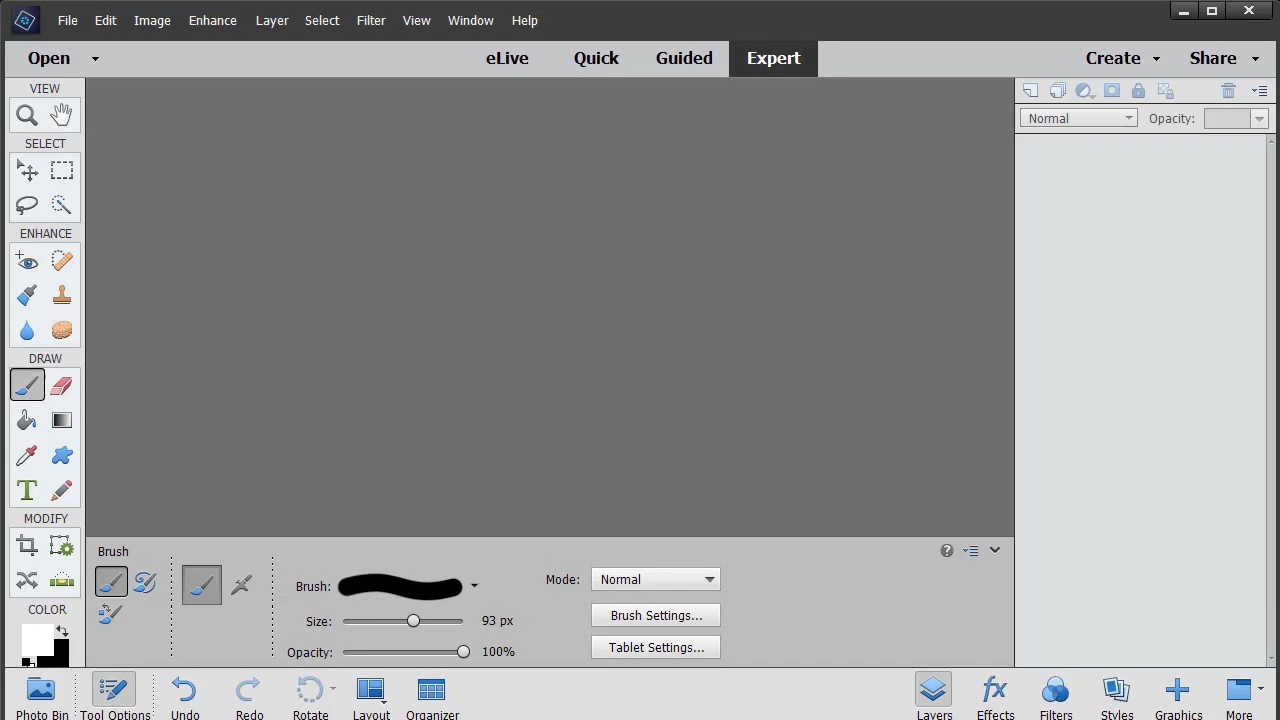 File Edit Image Enhance Layer Select Filter View Window Help
Open eLive Quick Guided Expert Create Share
VIEW
Normal Opacity:
SELECT
ENHANCE
DRAW
T
MODIFY
Brush
Brush:
Mode: Normal
COLOR
Size: 93 px
Brush Settings...
Opacity: 100%
Tablet Settings...
Photo Bin Tool Options Undo Redo Rotate Layout Organizer Layers Effects Filters Styles Graphics More